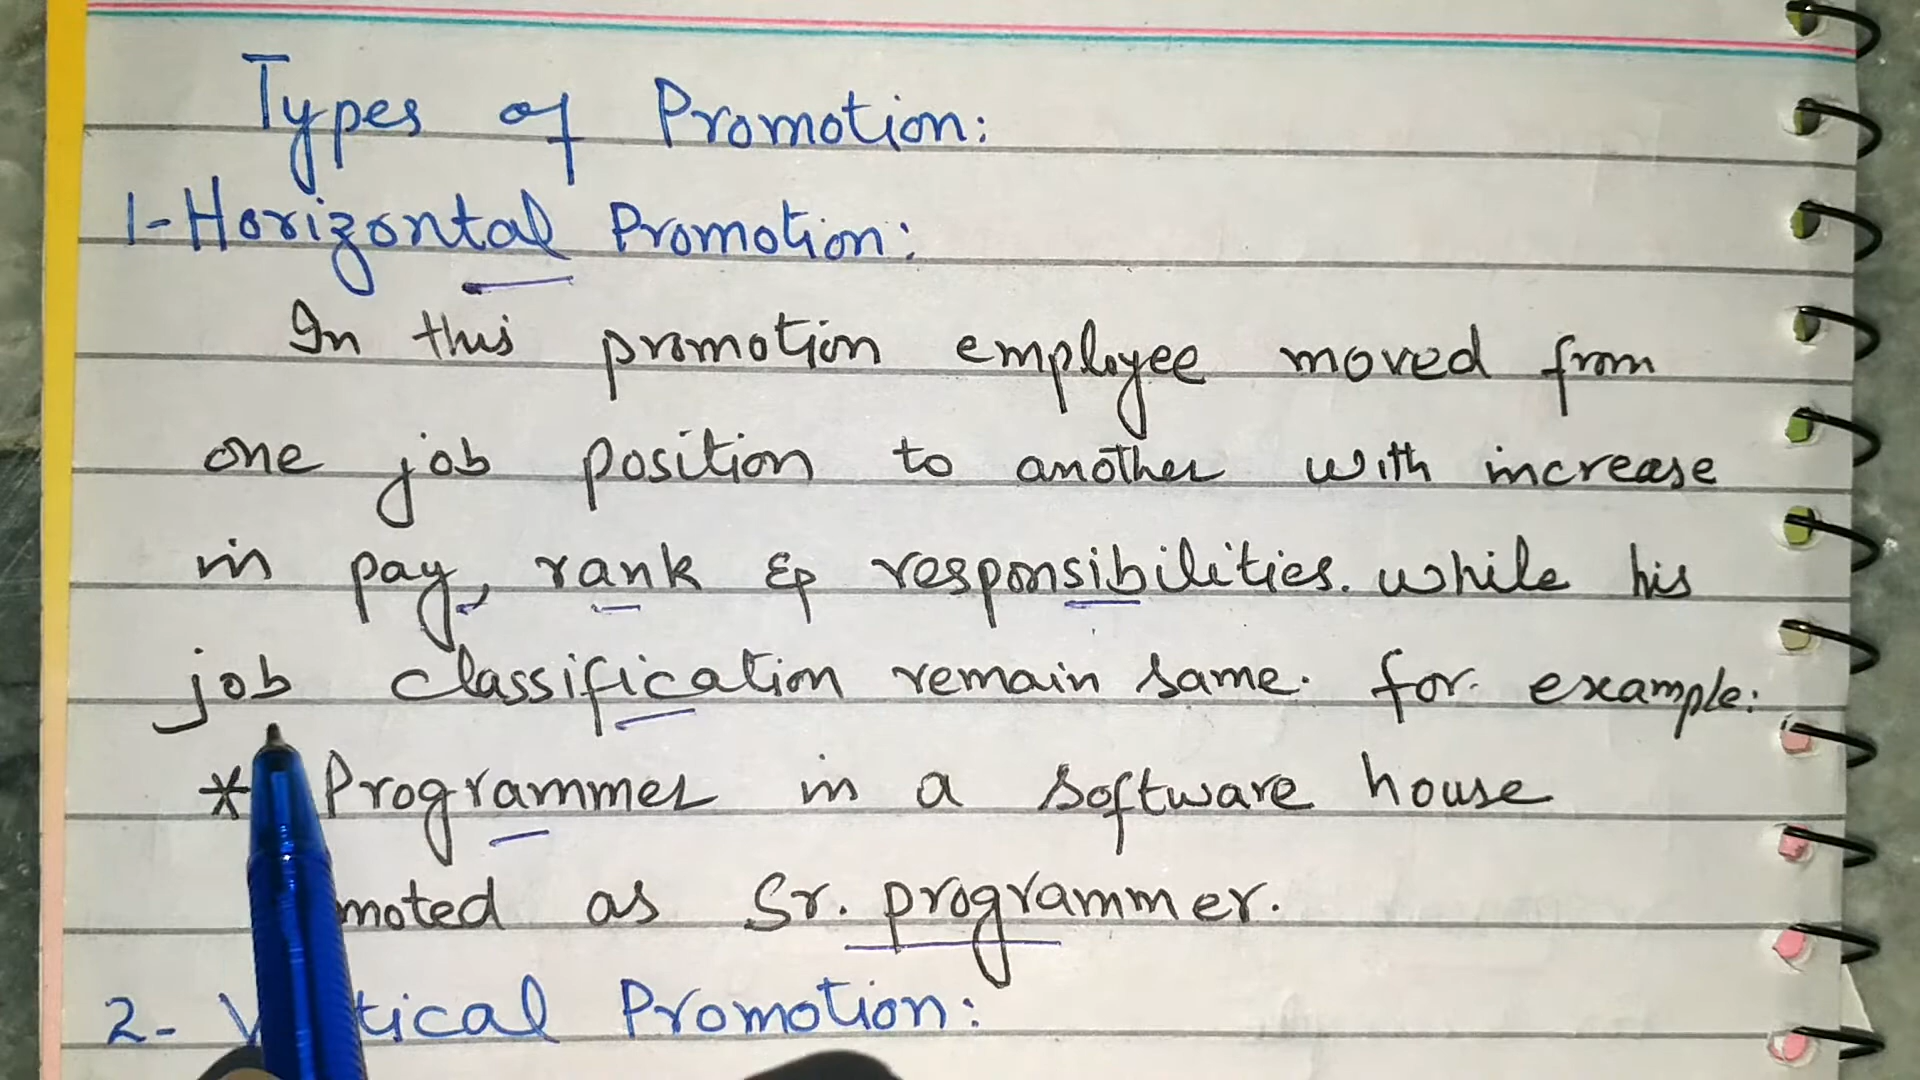 Types of Promotion:
1- Horizontal Promotion:
In this promotion employee moved from
one job position to another with increase
in pay, rank & responsibilities. while his
job classification remain same. for example:
* Programmer in a software house
moted as Sr. programmer.
2- V tical Promotion: